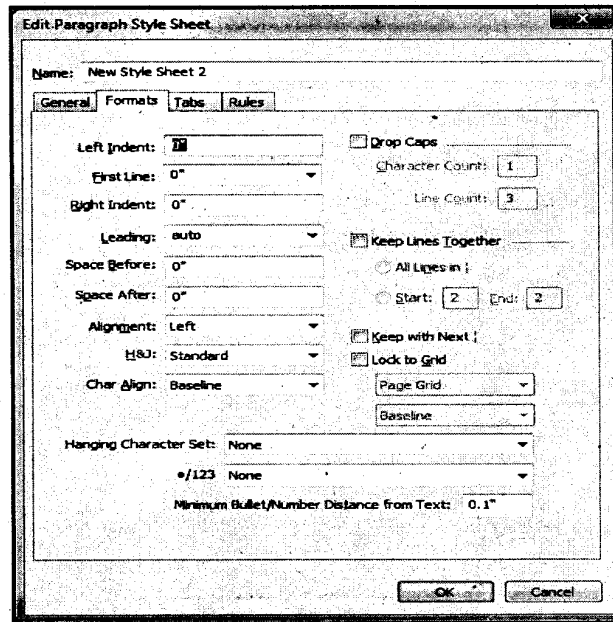 Edit Paragraph Style Sheet
Name: New Style Sheet 2
General Formats Tabs Rules
Left Indent: 0"
First Line: 0"
Right Indent: 0"
Leading: auto
Space Before: 0"
Space After: 0"
Alignment: Left
H&J: Standard
Char Align: Baseline
Drop Caps
Character Count: 1
Line Count: 3
Keep Lines Together
All Lines in ¶
Start: 2 End: 2
Keep with Next ¶
Lock to Grid
Page Grid
Baseline
Hanging Character Set: None
•/123 None
Minimum Bullet/Number Distance from Text: 0.1"
OK Cancel